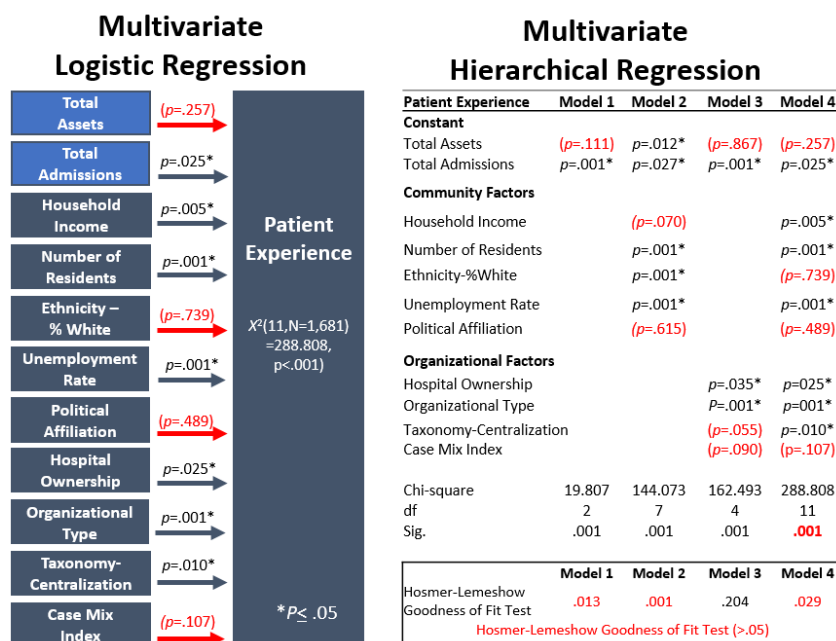 Multivariate
Logistic Regression
Total
Assets
(p=.257)
Total
Admissions
p=.025*
Household
Income
p=.005*
Number of
Residents
p=.001*
Ethnicity –
% White
(p=.739)
Unemployment
Rate
p=.001*
Political
Affiliation
(p=.489)
Hospital
Ownership
p=.025*
Organizational
Type
p=.001*
Taxonomy-
Centralization
p=.010*
Case Mix
Index
(p=.107)
Patient
Experience
X²(11,N=1,681)
=288.808,
p<.001)
*P≤ .05
Multivariate
Hierarchical Regression
Patient Experience Model 1 Model 2 Model 3 Model 4
Constant
Total Assets (p=.111) p=.012* (p=.867) (p=.257)
Total Admissions p=.001* p=.027* p=.001* p=.025*
Community Factors
Household Income (p=.070) p=.005*
Number of Residents p=.001* p=.001*
Ethnicity-%White p=.001* (p=.739)
Unemployment Rate p=.001* p=.001*
Political Affiliation (p=.615) (p=.489)
Organizational Factors
Hospital Ownership p=.035* p=025*
Organizational Type P=.001* p=001*
Taxonomy-Centralization (p=.055) p=.010*
Case Mix Index (p=.090) (p=.107)
Chi-square 19.807 144.073 162.493 288.808
df 2 7 4 11
Sig. .001 .001 .001 .001
Model 1 Model 2 Model 3 Model 4
Hosmer-Lemeshow
Goodness of Fit Test .013 .001 .204 .029
Hosmer-Lemeshow Goodness of Fit Test (>.05)